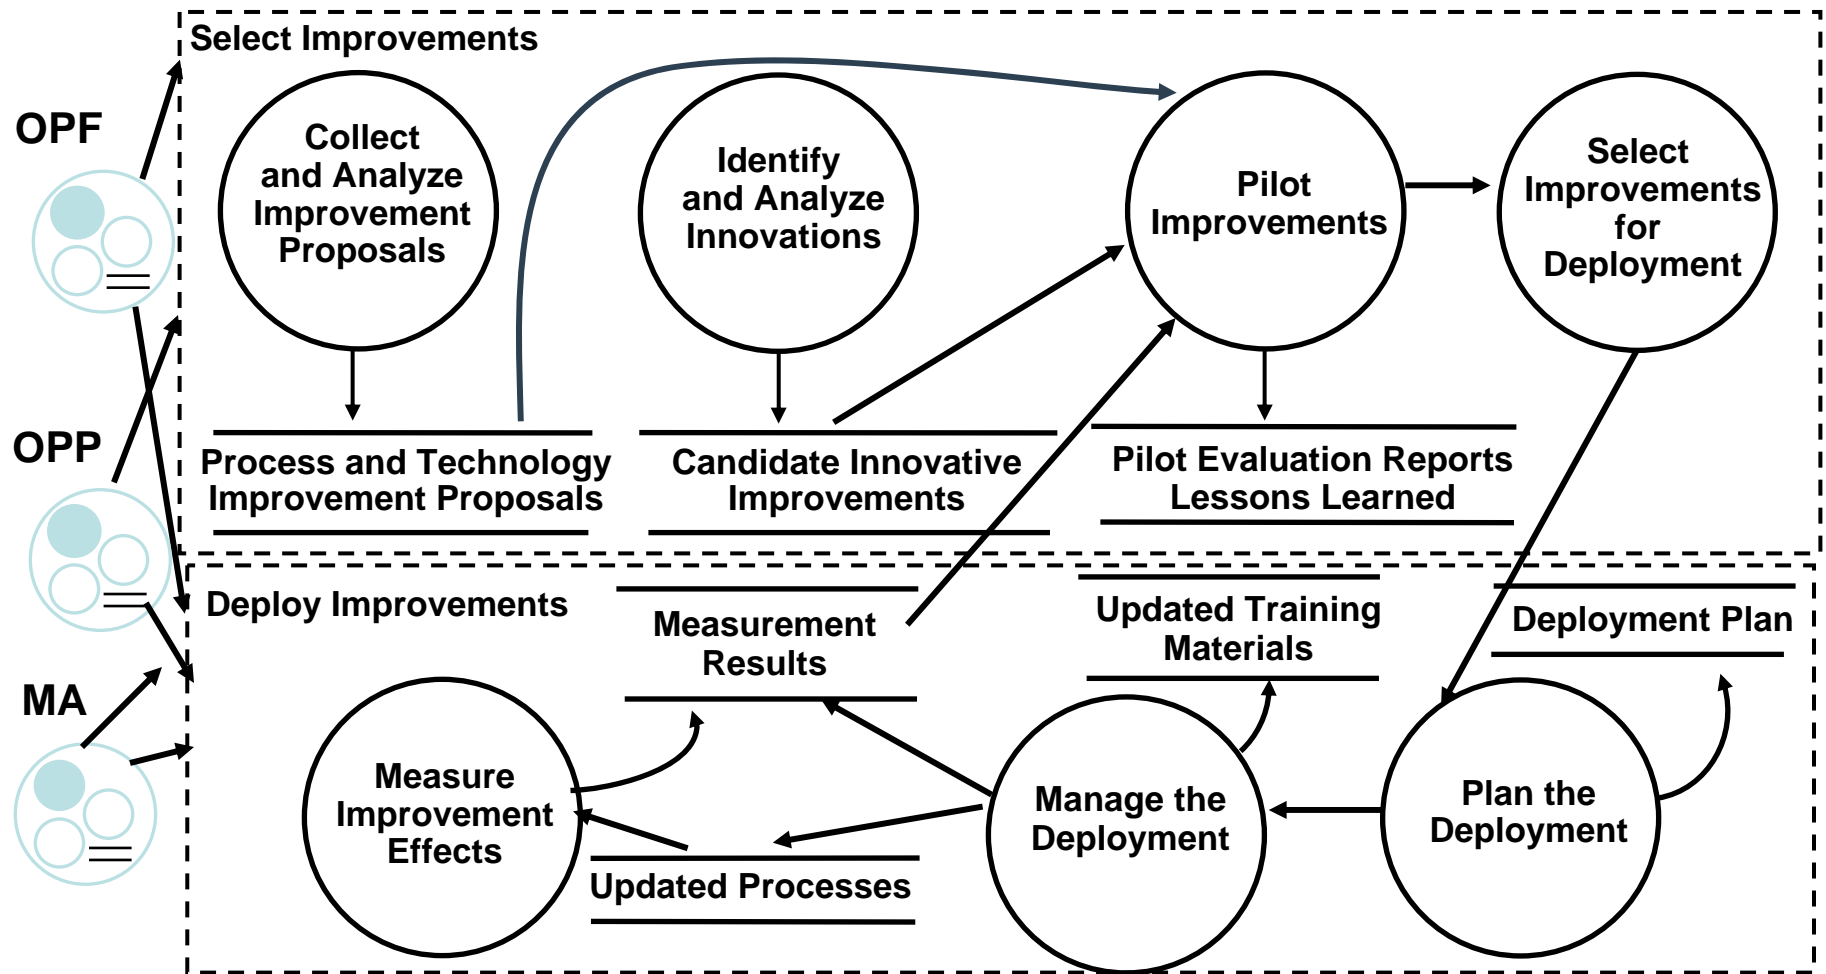 Select Improvements
OPF
Collect
and Analyze
Improvement
Proposals
Identify
and Analyze
Innovations
Pilot
Improvements
Select
Improvements
for
Deployment
OPP
Process and Technology
Improvement Proposals
Candidate Innovative
Improvements
Pilot Evaluation Reports
Lessons Learned
Deploy Improvements
Measurement
Results
Updated Training
Materials
Deployment Plan
MA
Measure
Improvement
Effects
Manage the
Deployment
Plan the
Deployment
Updated Processes